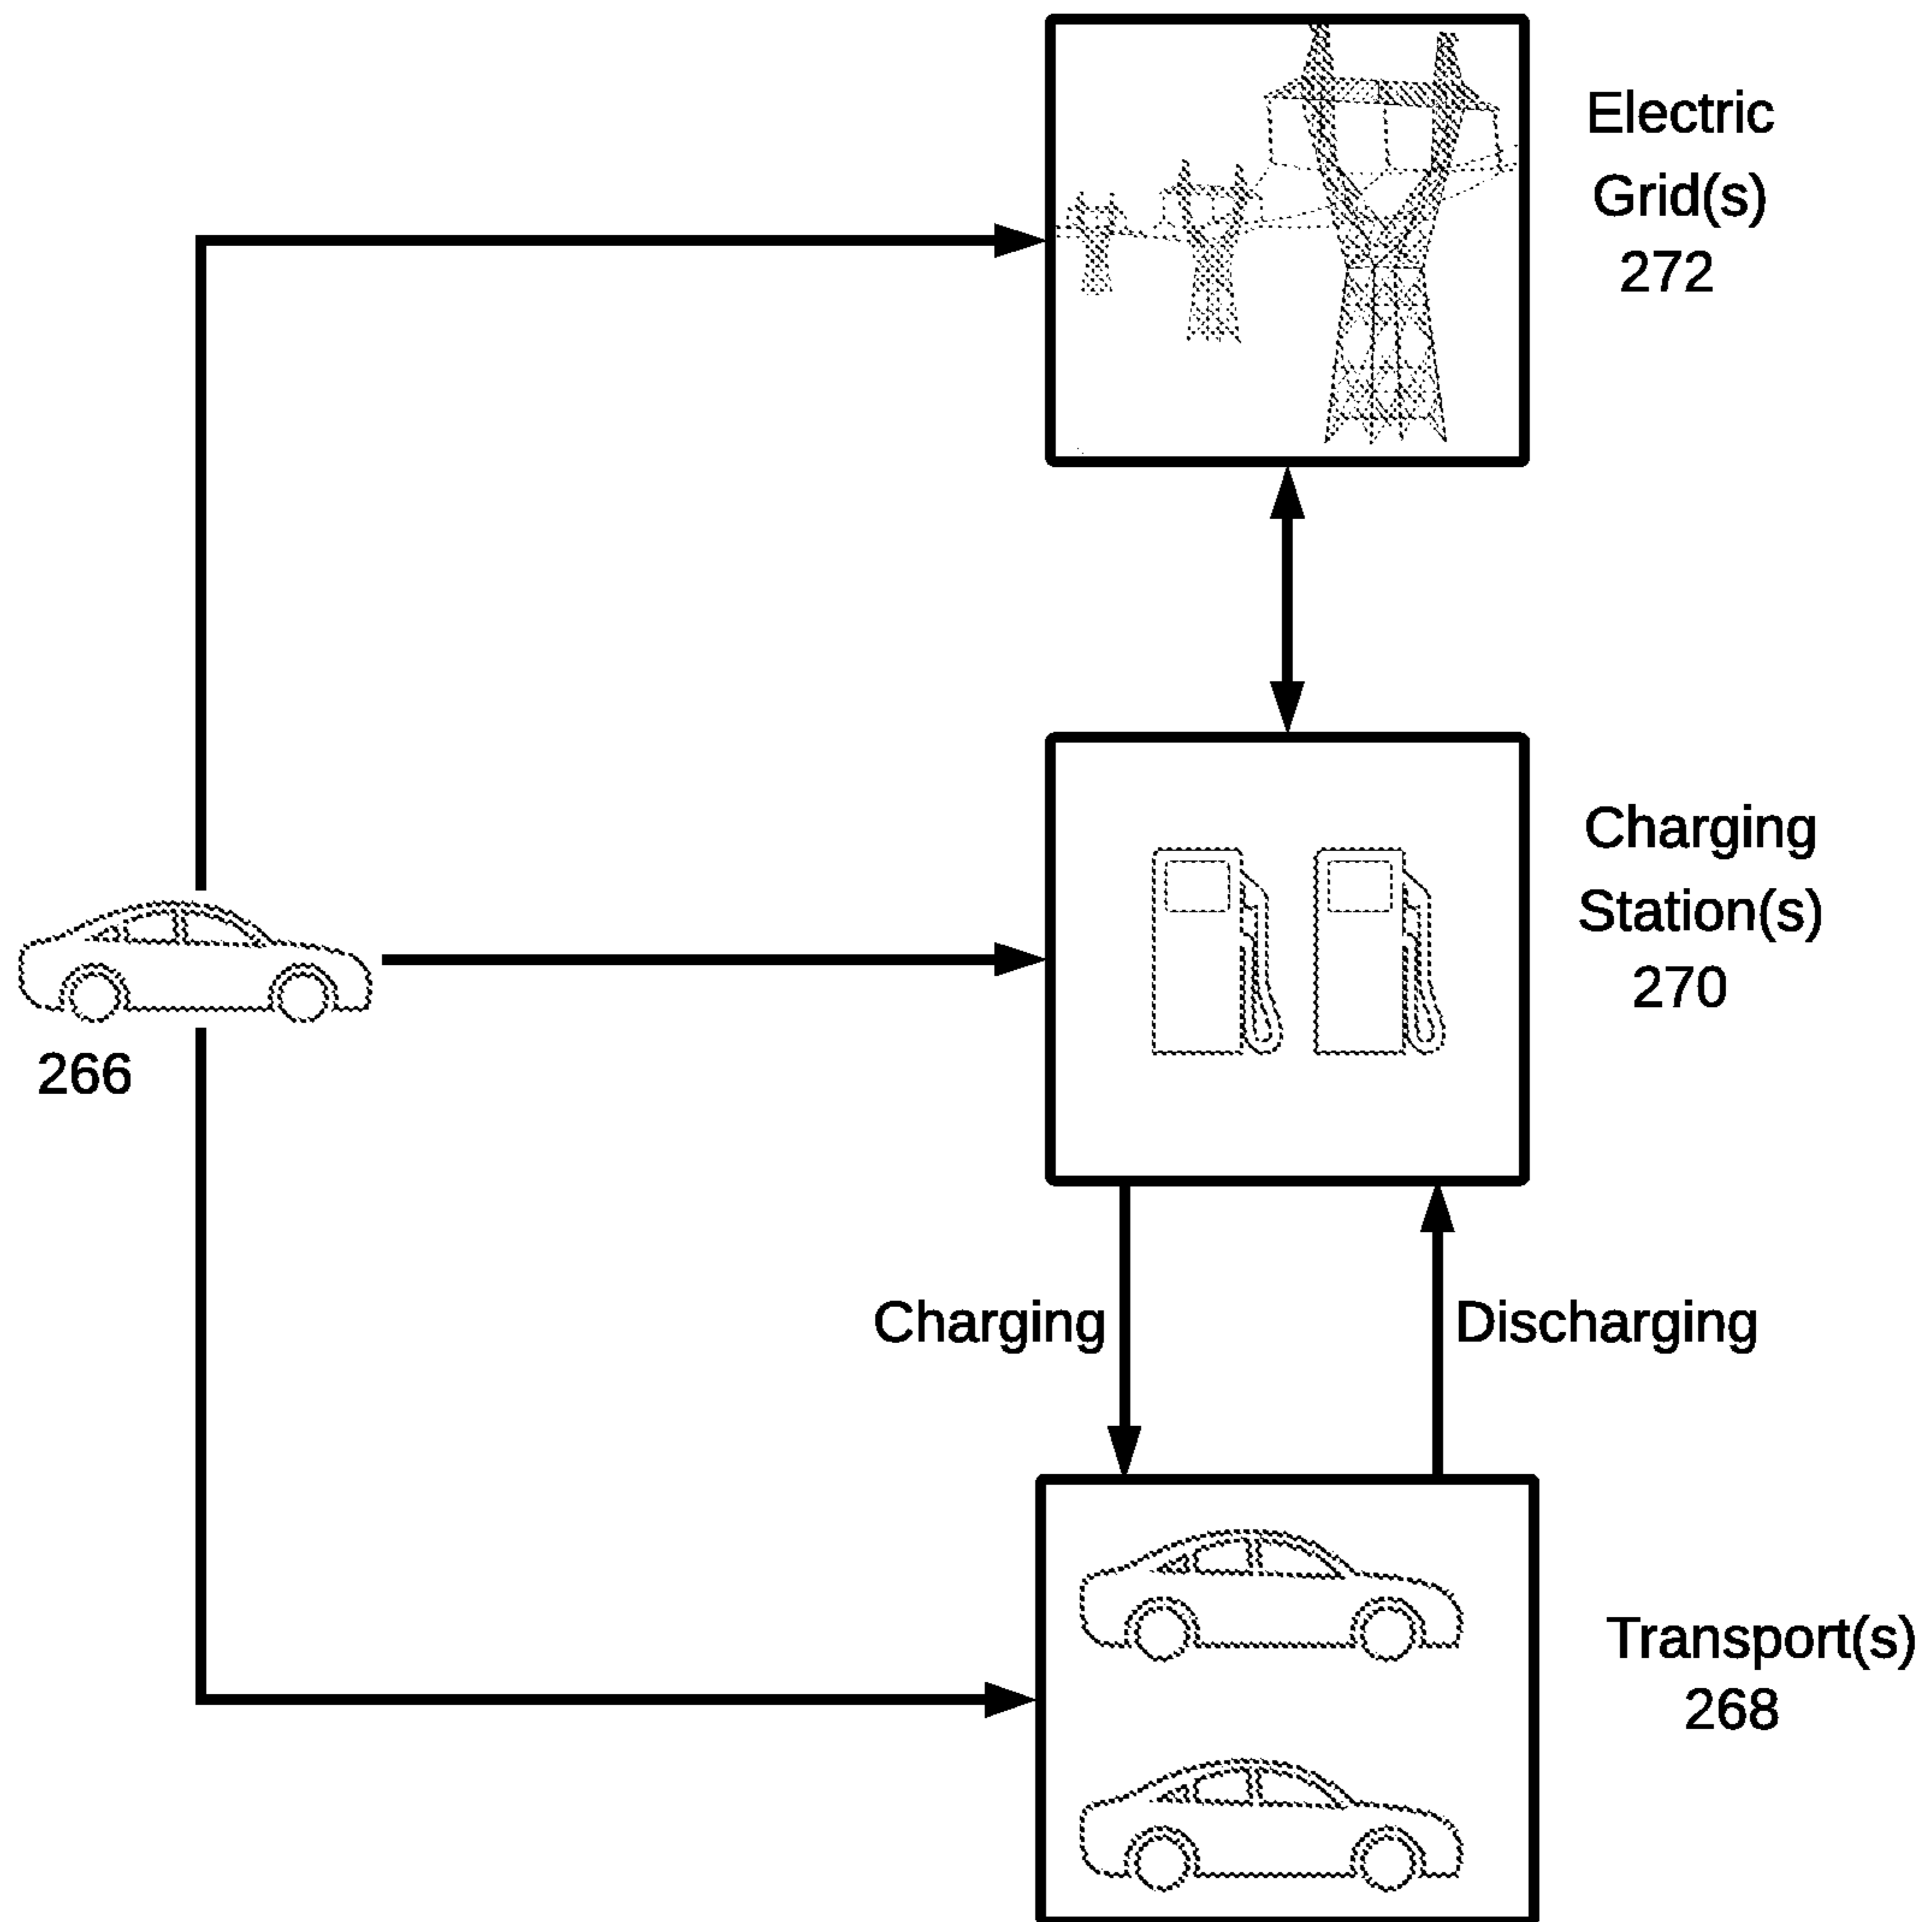 Electric
Grid(s)
272
Charging
Station(s)
270
266
Charging
Discharging
Transport(s)
268